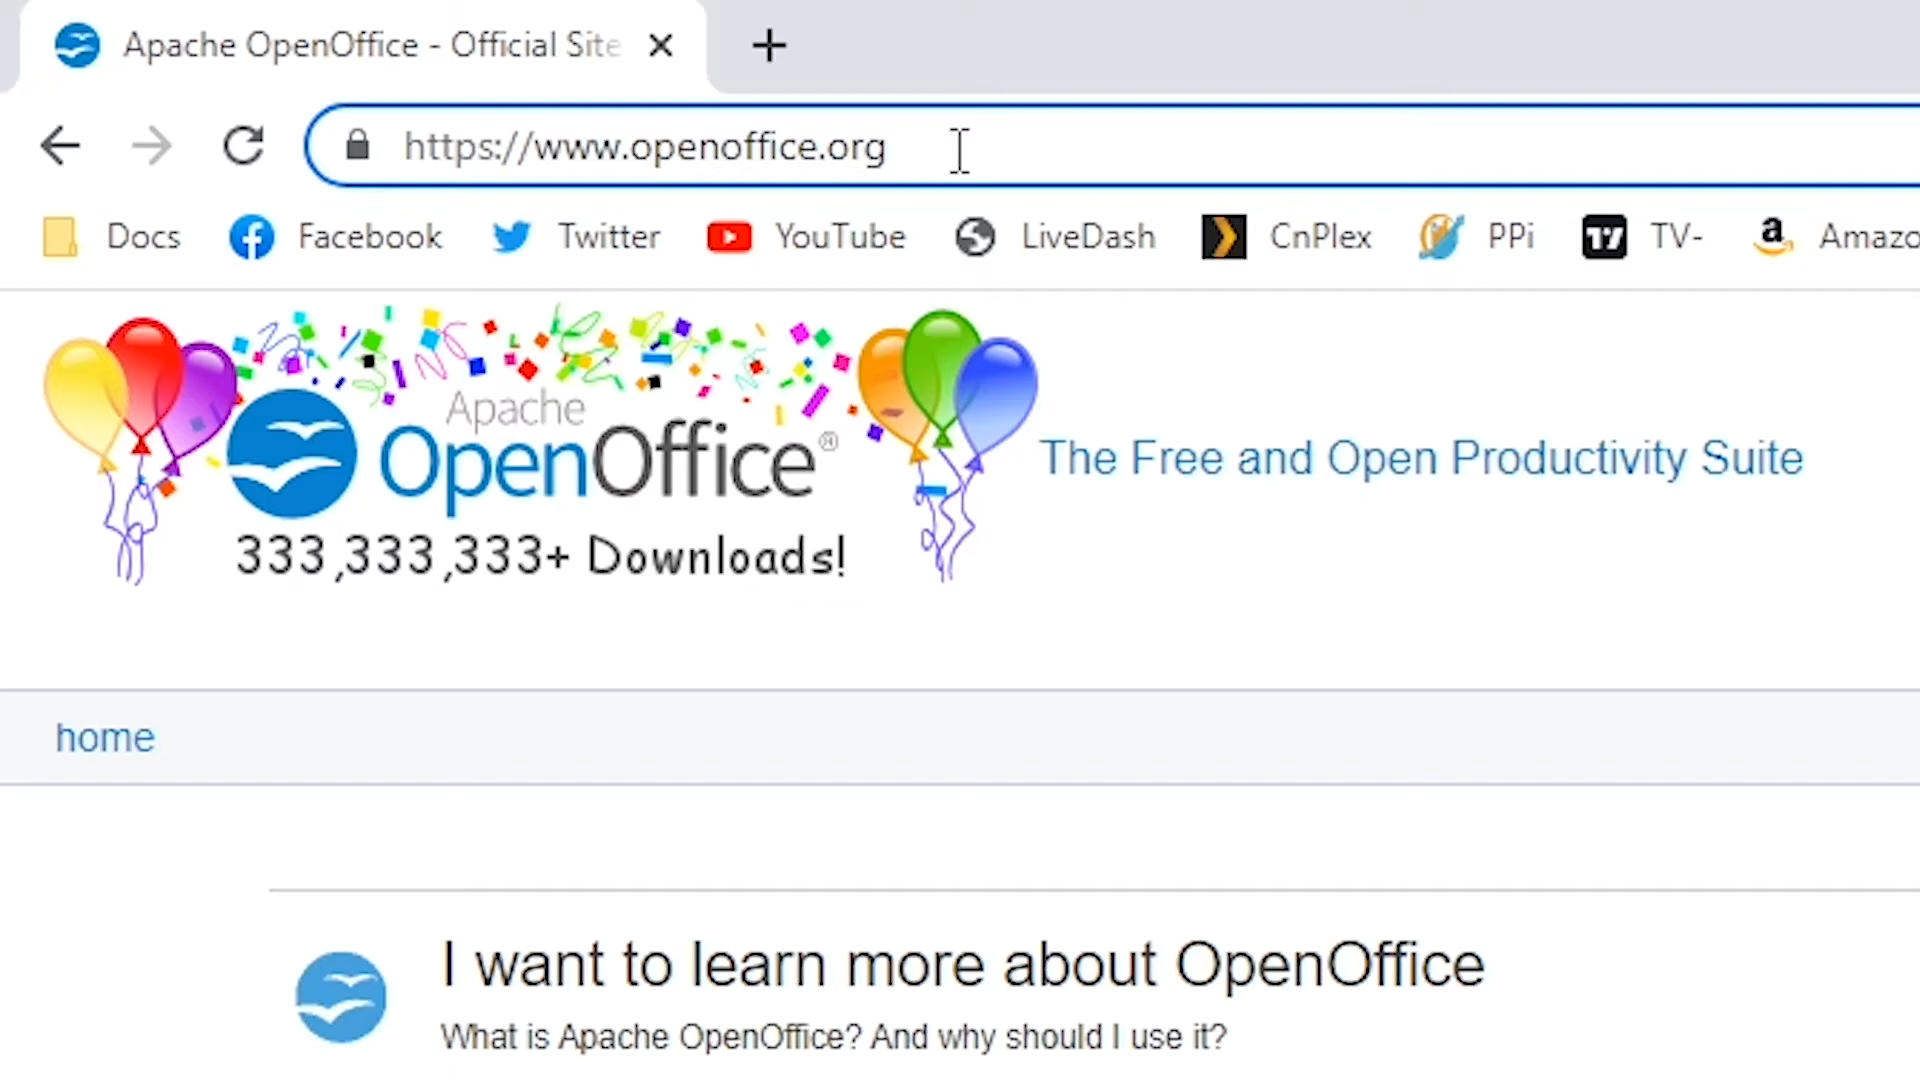 Apache OpenOffice - Official Site
https://www.openoffice.org
Docs Facebook Twitter YouTube LiveDash CnPlex PPi TV- Amazo
Apache
OpenOffice®
The Free and Open Productivity Suite
333,333,333+ Downloads!
home
I want to learn more about OpenOffice
What is Apache OpenOffice? And why should I use it?